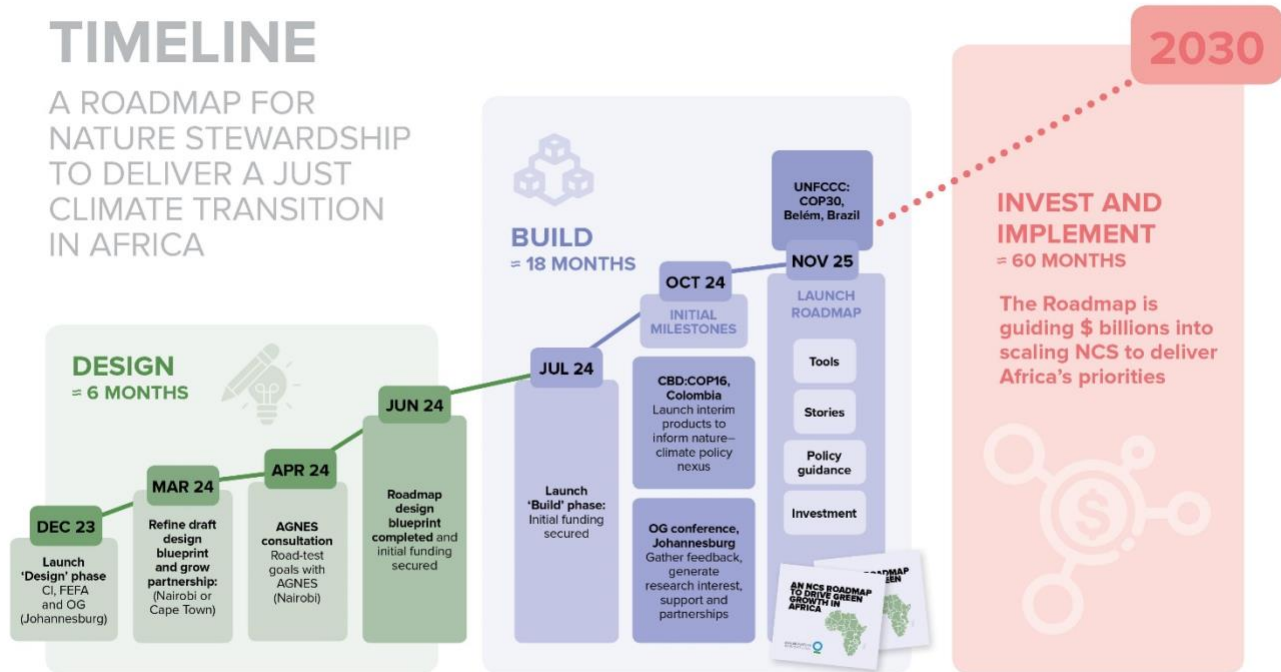 TIMELINE
A ROADMAP FOR
NATURE STEWARDSHIP
TO DELIVER A JUST
CLIMATE TRANSITION
IN AFRICA
DESIGN
= 6 MONTHS
DEC 23
Launch
‘Design’ phase
CI, FEFA
and OG
(Johannesburg)
MAR 24
Refine draft
design
blueprint
and grow
partnership:
(Nairobi or
Cape Town)
APR 24
AGNES
consultation
Road-test
goals with
AGNES
(Nairobi)
JUN 24
Roadmap
design
blueprint
completed and
initial funding
secured
BUILD
= 18 MONTHS
JUL 24
Launch
‘Build’ phase:
Initial funding
secured
OCT 24
INITIAL
MILESTONES
CBD:COP16,
Colombia
Launch interim
products to
inform nature–
climate policy
nexus
OG conference,
Johannesburg
Gather feedback,
generate
research interest,
support and
partnerships
UNFCCC:
COP30,
Belém, Brazil
NOV 25
LAUNCH
ROADMAP
Tools
Stories
Policy
guidance
Investment
AN NCS ROADMAP
TO DRIVE GREEN
GROWTH IN
AFRICA
2030
INVEST AND
IMPLEMENT
= 60 MONTHS
The Roadmap is
guiding $ billions into
scaling NCS to deliver
Africa’s priorities
$